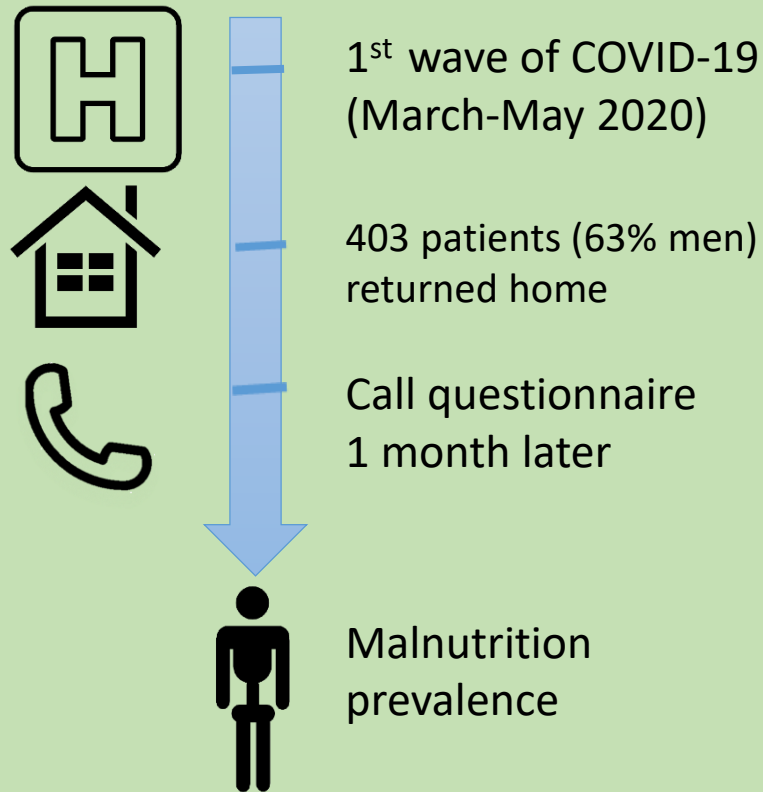 H
1st wave of COVID-19
(March-May 2020)
403 patients (63% men)
returned home
Call questionnaire
1 month later
Malnutrition
prevalence